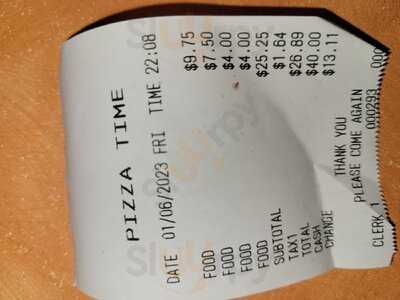 PIZZA TIME
DATE 01/06/2023 FRI TIME 22:08
FOOD $9.75
FOOD $7.50
FOOD $4.00
FOOD $4.00
SUBTOTAL $25.25
TAX1 $1.64
TOTAL $26.89
CASH $40.00
CHANGE $13.11
THANK YOU
PLEASE COME AGAIN
CLERK 1 000293